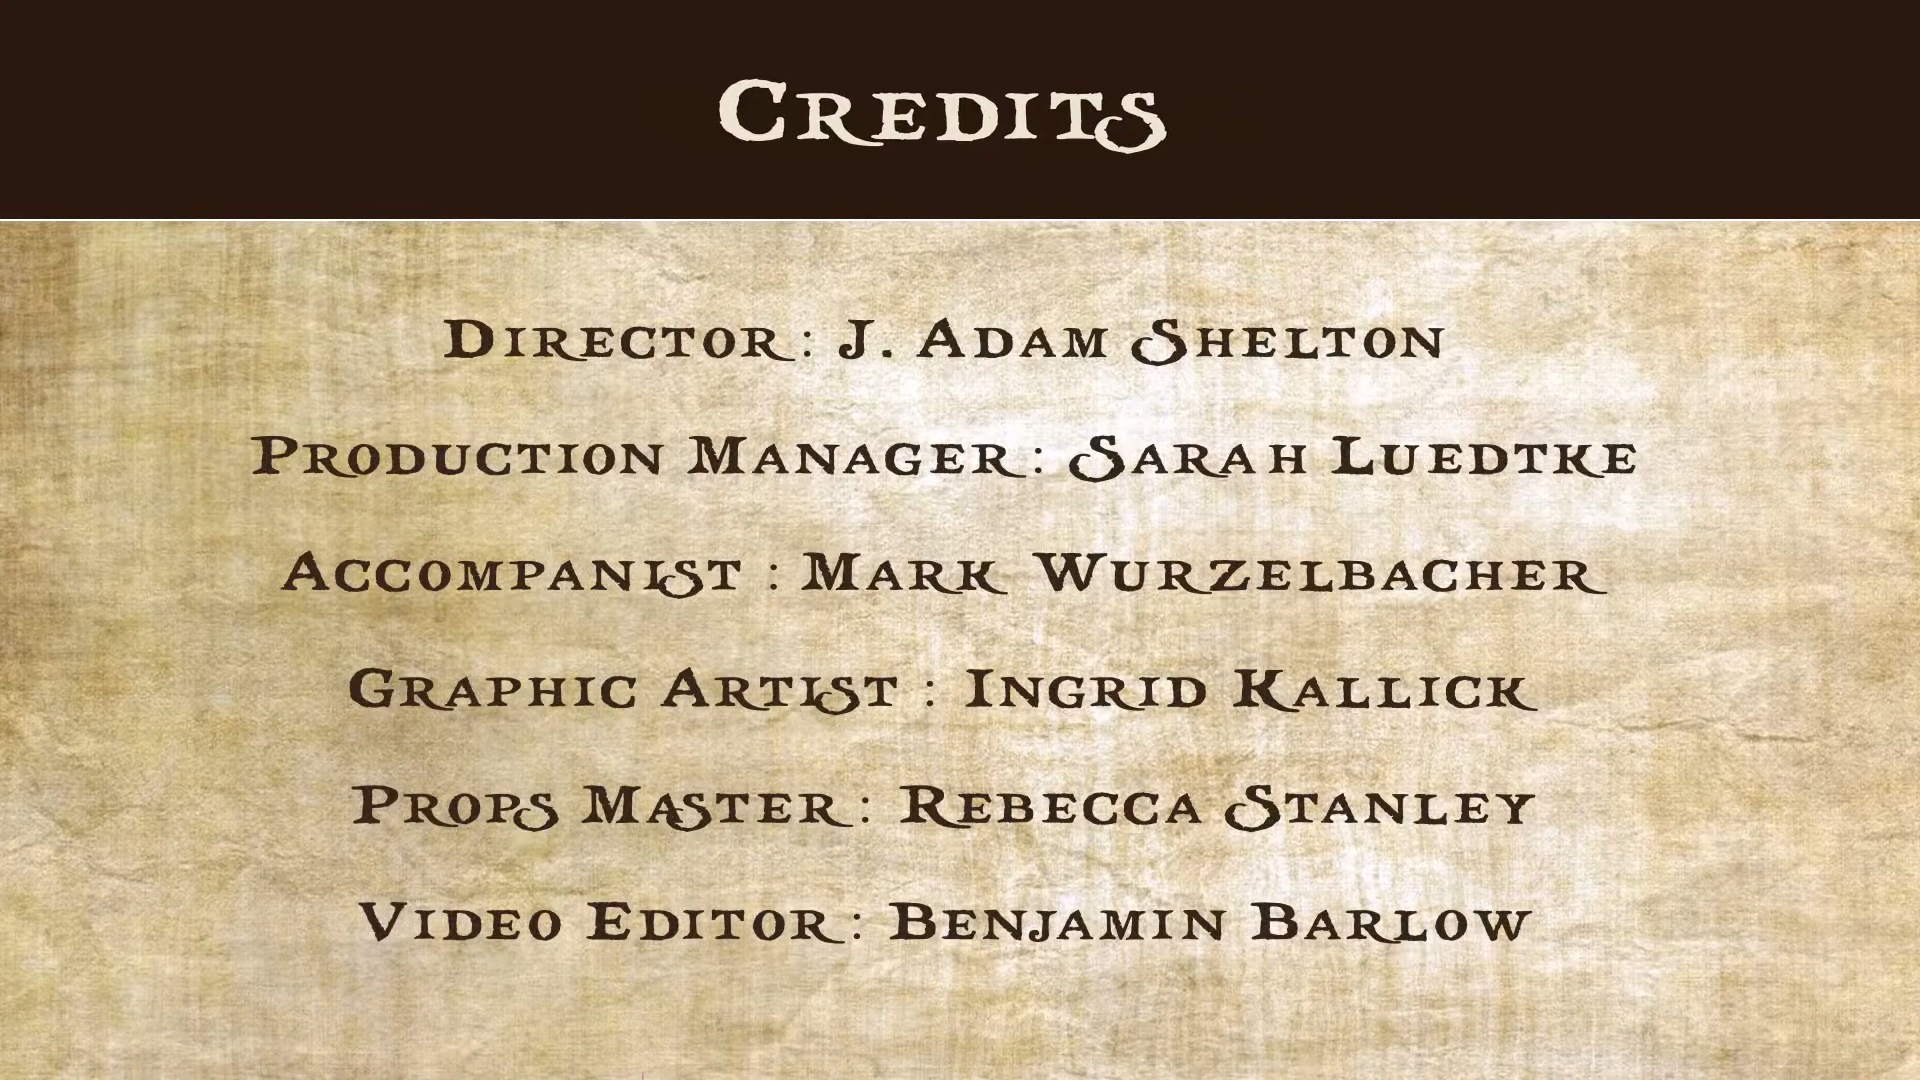 Credits
Director: J. Adam Shelton
Production Manager: Sarah Luedtke
Accompanist : Mark Wurzelbacher
Graphic Artist : Ingrid Kallick
Props Master: Rebecca Stanley
Video Editor: Benjamin Barlow